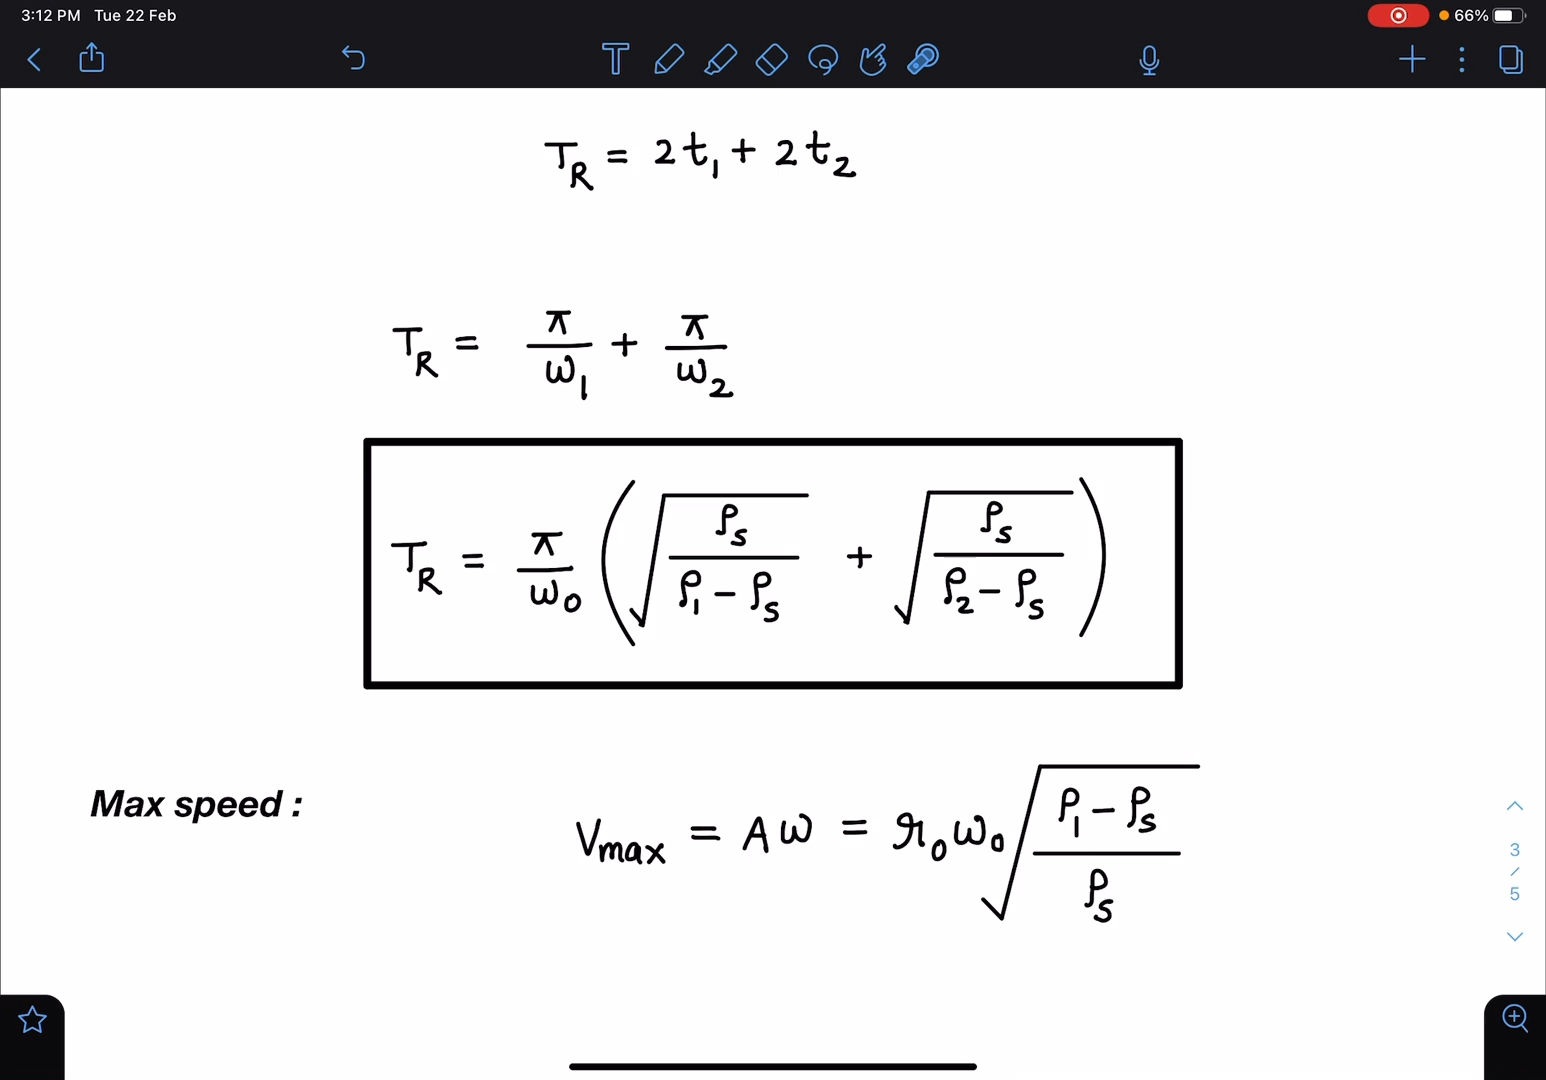 3:12 PM Tue 22 Feb 66%
T_R = 2t_1 + 2t_2
T_R = π/ω_1 + π/ω_2
T_R = π/ω_0 (√(ρ_s/(ρ_1 − ρ_s)) + √(ρ_s/(ρ_2 − ρ_s)))
Max speed :
V_max = Aω = r_0 ω_0 √((ρ_1 − ρ_s)/ρ_s)
3
/
5